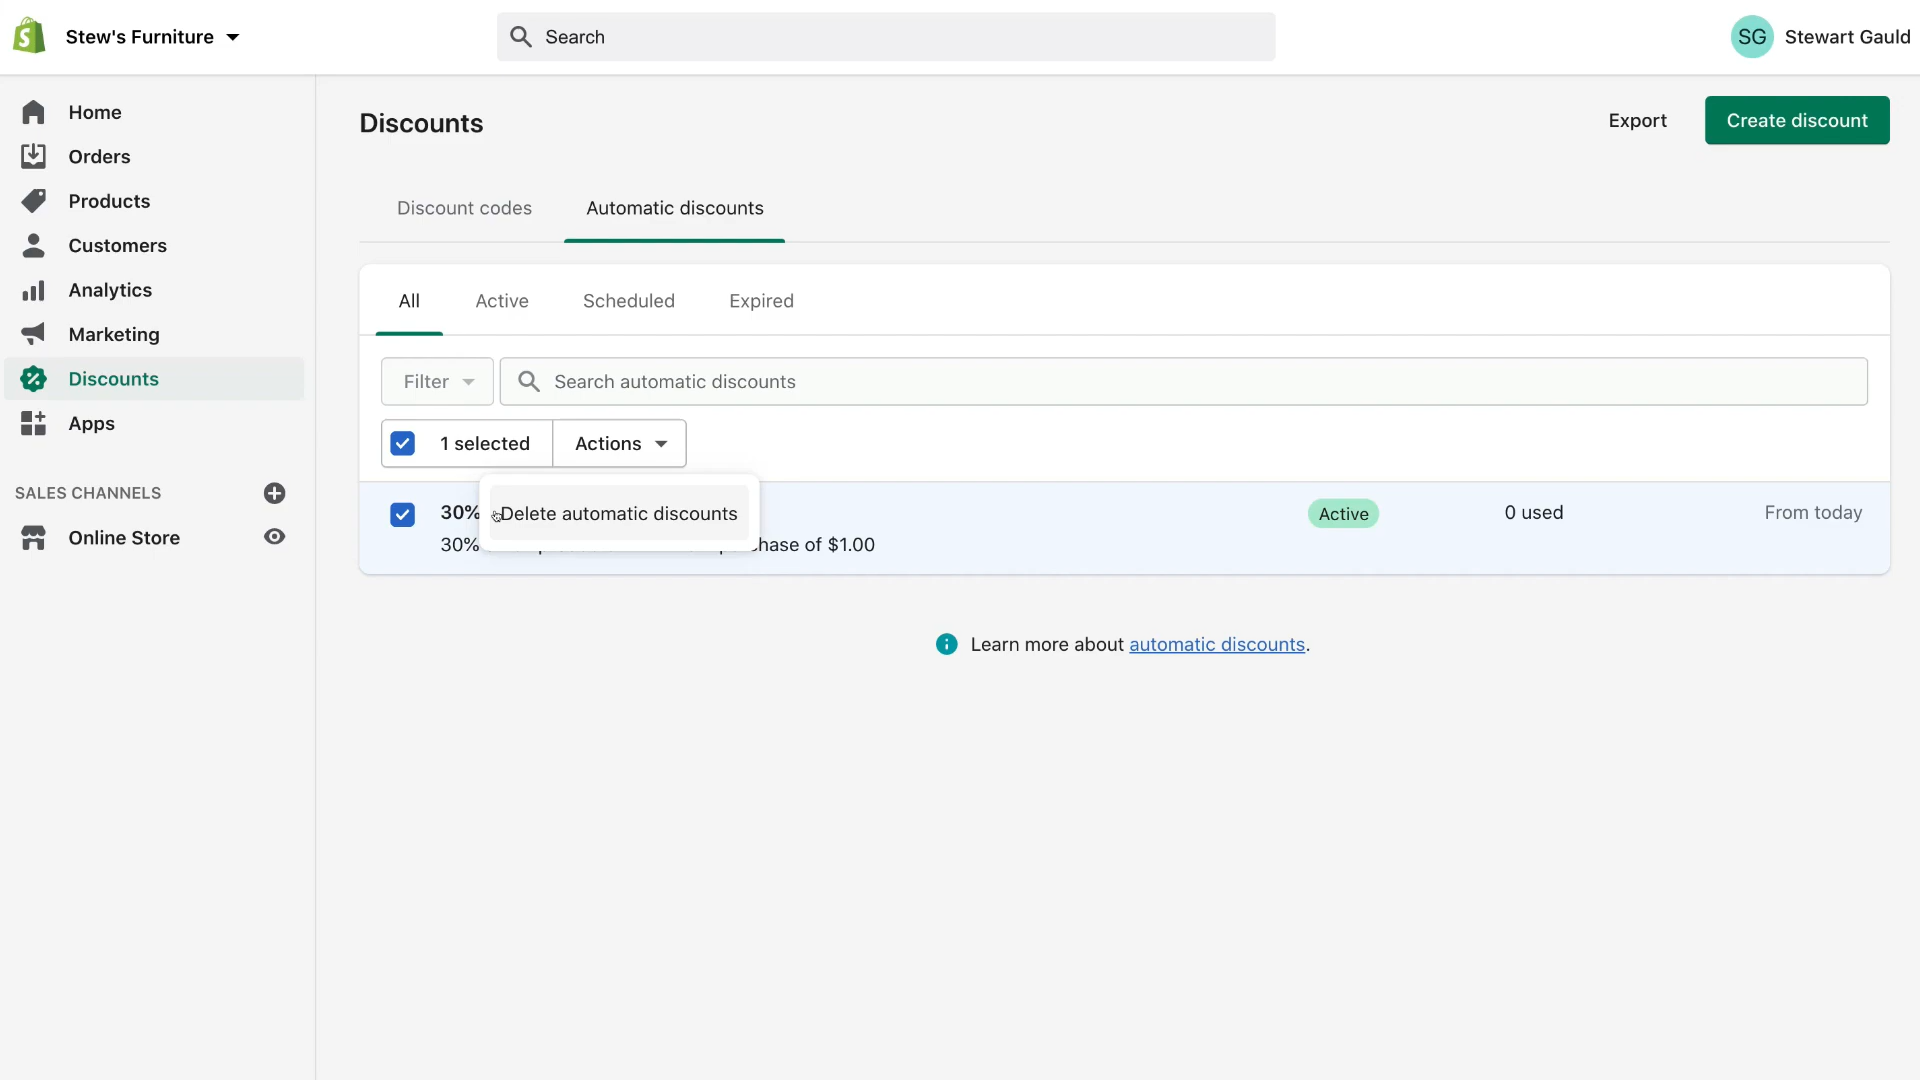 Stew's Furniture
Search
SG Stewart Gauld
Home
Orders
Products
Customers
Analytics
Marketing
Discounts
Apps
SALES CHANNELS
Online Store
Discounts
Export
Create discount
Discount codes
Automatic discounts
All
Active
Scheduled
Expired
Filter
Search automatic discounts
1 selected
Actions
Delete automatic discounts
30%
Active
0 used
From today
30%
of $1.00
Learn more about automatic discounts.